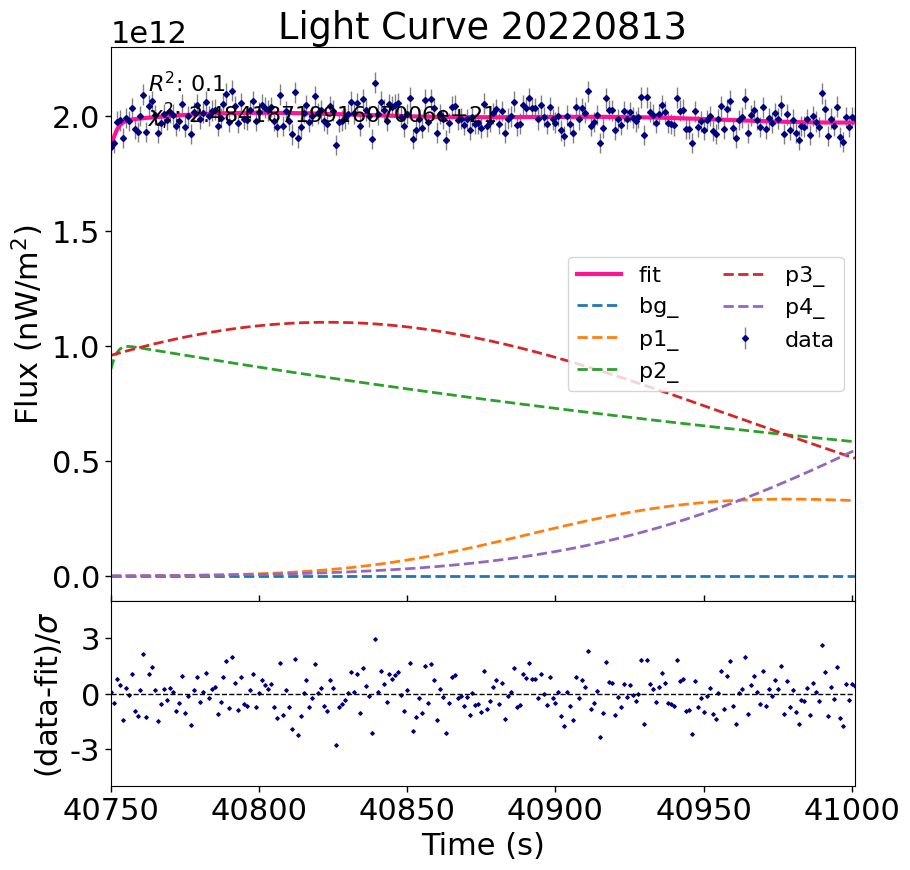 Light Curve 20220813
1e12
R²: 0.1
2.0
1.5
1.0
0.5
0.0
Flux (nW/m²)
fit
bg_
p1_
p2_
p3_
p4_
data
3
0
-3
(data-fit)/σ
40750 40800 40850 40900 40950 41000
Time (s)